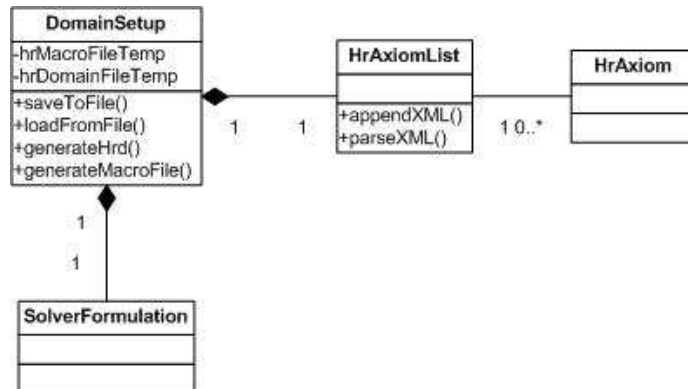 DomainSetup
-hrMacroFileTemp
-hrDomainFileTemp
+saveToFile()
+loadFromFile()
+generateHrd()
+generateMacroFile()
HrAxiomList
+appendXML()
+parseXML()
HrAxiom
1
1
1 0..*
1
1
SolverFormulation